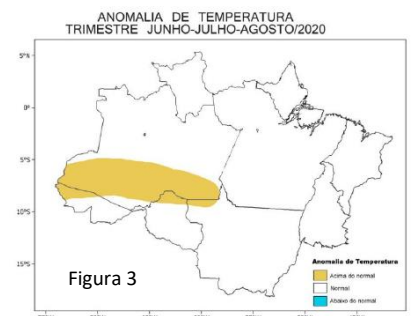 ANOMALIA DE TEMPERATURA
TRIMESTRE JUNHO-JULHO-AGOSTO/2020
5°N
0°
5°S
10°S
15°S
Figura 3
Anomalia de Temperatura
Acima do normal
Normal
Abaixo do normal